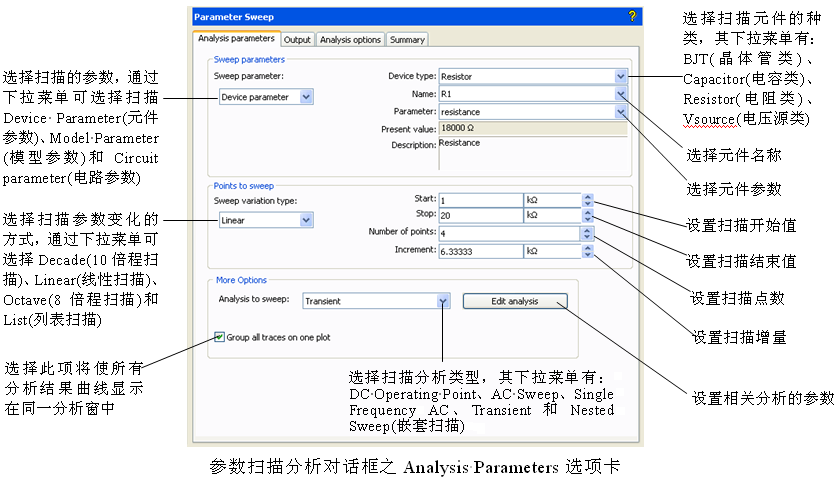 Parameter Sweep
?
Analysis parameters
Output
Analysis options
Summary
Sweep parameters
Sweep parameter:
Device parameter
Device type: Resistor
Name: R1
Parameter: resistance
Present value: 18000 Ω
Description: Resistance
Points to sweep
Sweep variation type:
Linear
Start: 1 kΩ
Stop: 20 kΩ
Number of points: 4
Increment: 6.33333 kΩ
More Options
Analysis to sweep: Transient
Edit analysis
Group all traces on one plot
选择扫描的参数，通过
下拉菜单可选择扫描
Device· Parameter(元件
参数)、Model·Parameter
(模型参数)和 Circuit
parameter(电路参数)
选择扫描参数变化的
方式，通过下拉菜单可
选择 Decade(10 倍程扫
描)、Linear(线性扫描)、
Octave(8 倍程扫描)和
List(列表扫描)
选择此项将使所有
分析结果曲线显示
在同一分析窗中
选择扫描元件的种
类，其下拉菜单有：
BJT(晶体管类)、
Capacitor(电容类)、
Resistor(电阻类)、
Vsource(电压源类)
选择元件名称
选择元件参数
设置扫描开始值
设置扫描结束值
设置扫描点数
设置扫描增量
设置相关分析的参数
选择扫描分析类型，其下拉菜单有：
DC·Operating·Point、AC·Sweep、Single
Frequency AC、Transient 和 Nested
Sweep(嵌套扫描)
参数扫描分析对话框之 Analysis·Parameters 选项卡